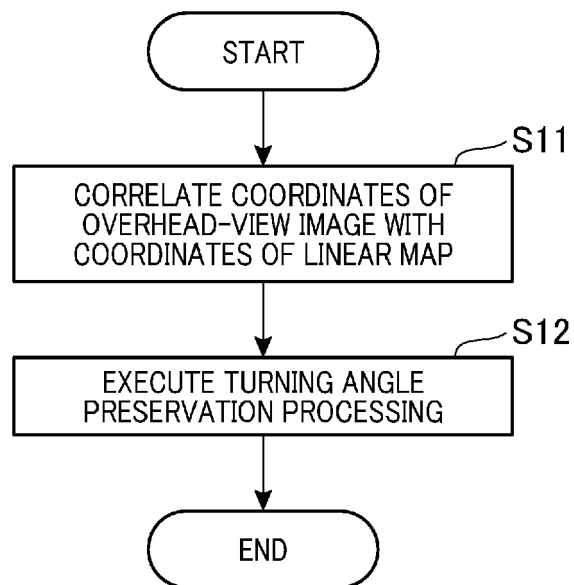 START
S11
CORRELATE COORDINATES OF
OVERHEAD-VIEW IMAGE WITH
COORDINATES OF LINEAR MAP
S12
EXECUTE TURNING ANGLE
PRESERVATION PROCESSING
END